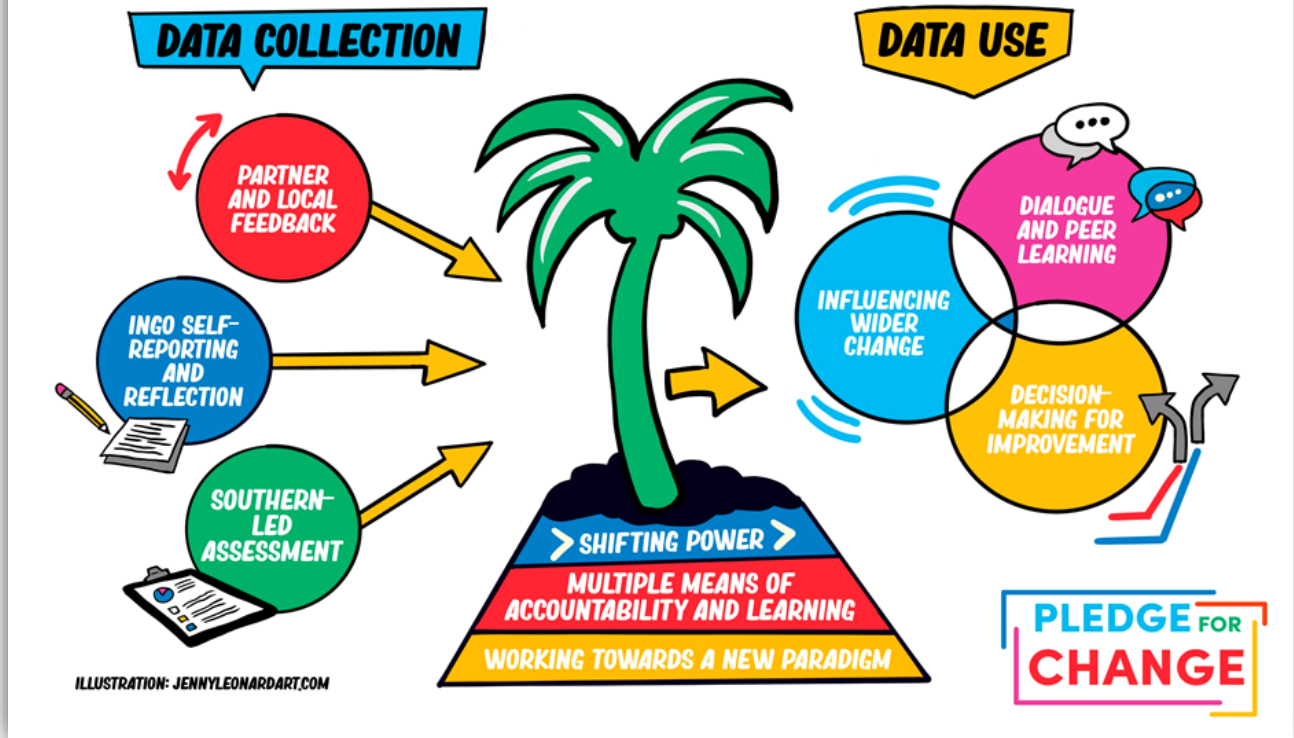 DATA COLLECTION
DATA USE
PARTNER
AND LOCAL
FEEDBACK
INGO SELF-
REPORTING
AND
REFLECTION
SOUTHERN-
LED
ASSESSMENT
DIALOGUE
AND PEER
LEARNING
INFLUENCING
WIDER
CHANGE
DECISION-
MAKING FOR
IMPROVEMENT
SHIFTING POWER
MULTIPLE MEANS OF
ACCOUNTABILITY AND LEARNING
WORKING TOWARDS A NEW PARADIGM
ILLUSTRATION: JENNYLEONARDART.COM
PLEDGE FOR
CHANGE